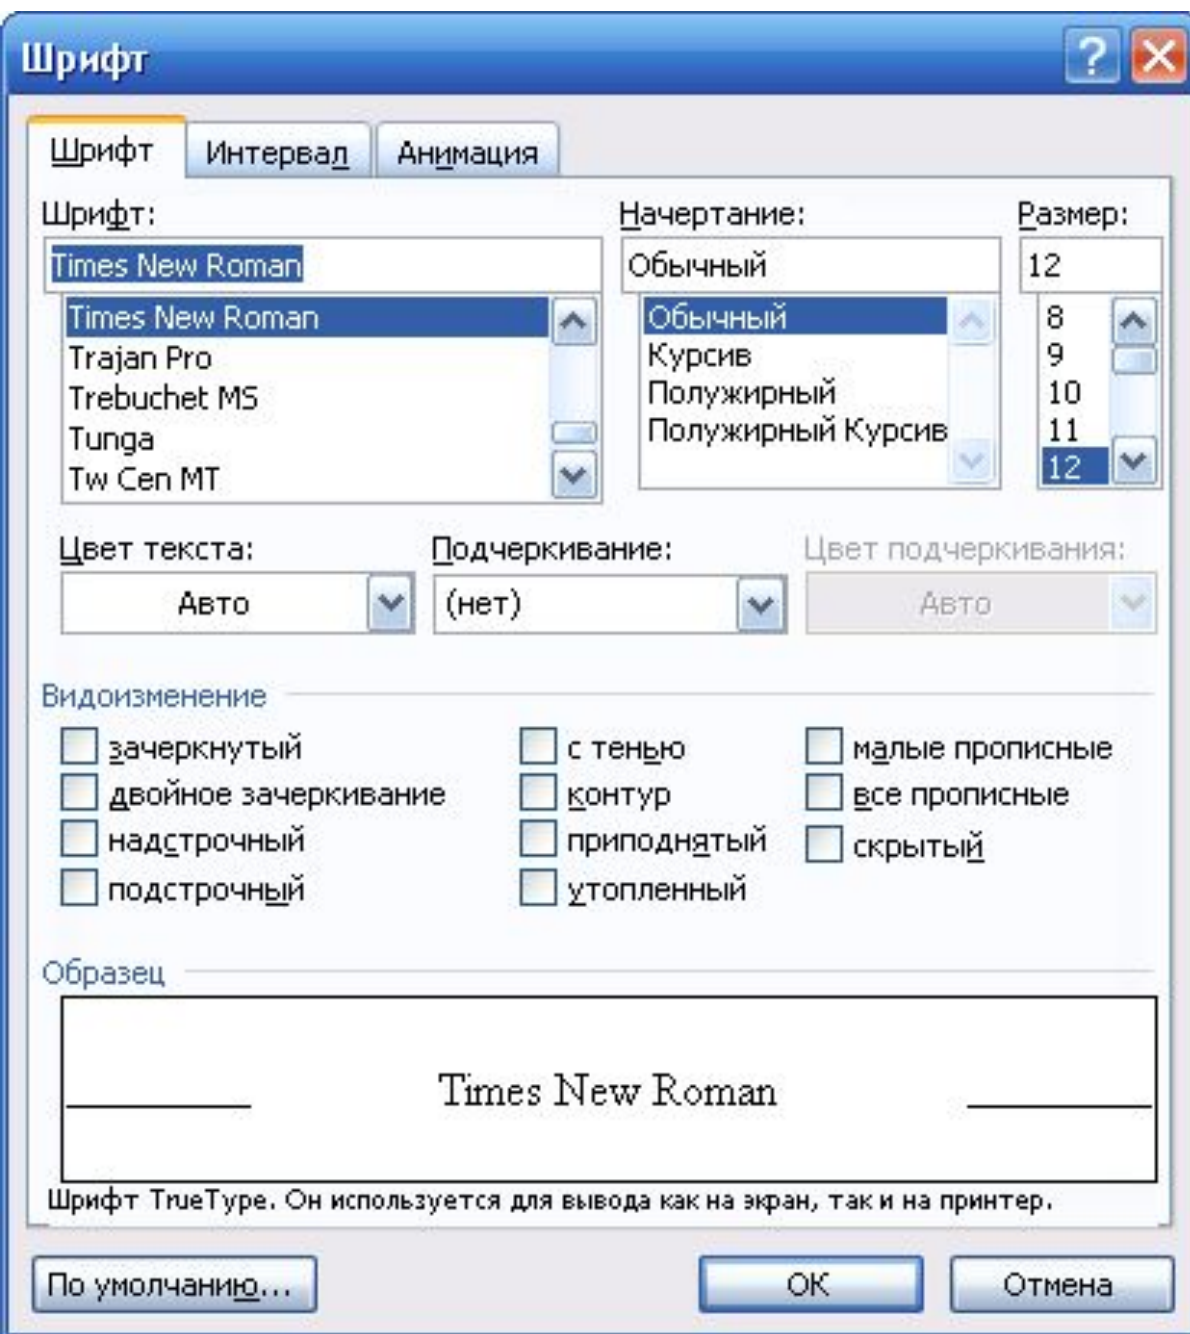 Шрифт
Шрифт Интервал Анимация
Шрифт: Начертание: Размер:
Times New Roman Обычный 12
Times New Roman Обычный 8
Trajan Pro Курсив 9
Trebuchet MS Полужирный 10
Tunga Полужирный Курсив 11
Tw Cen MT 12
Цвет текста: Подчеркивание: Цвет подчеркивания:
Авто (нет) Авто
Видоизменение
зачеркнутый с тенью малые прописные
двойное зачеркивание контур все прописные
надстрочный приподнятый скрытый
подстрочный утопленный
Образец
Times New Roman
Шрифт TrueType. Он используется для вывода как на экран, так и на принтер.
По умолчанию... ОК Отмена